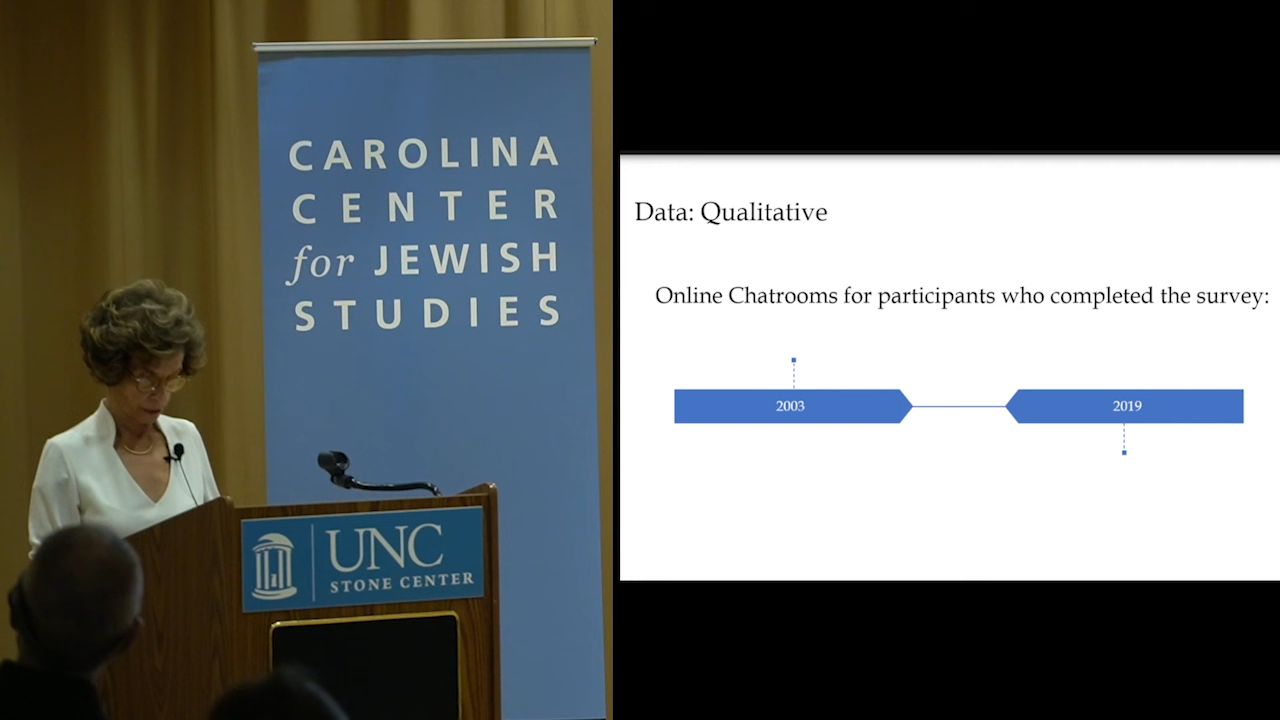 CAROLINA
CENTER
for JEWISH
STUDIES
UNC
STONE CENTER
Data: Qualitative
Online Chatrooms for participants who completed the survey:
2003
2019